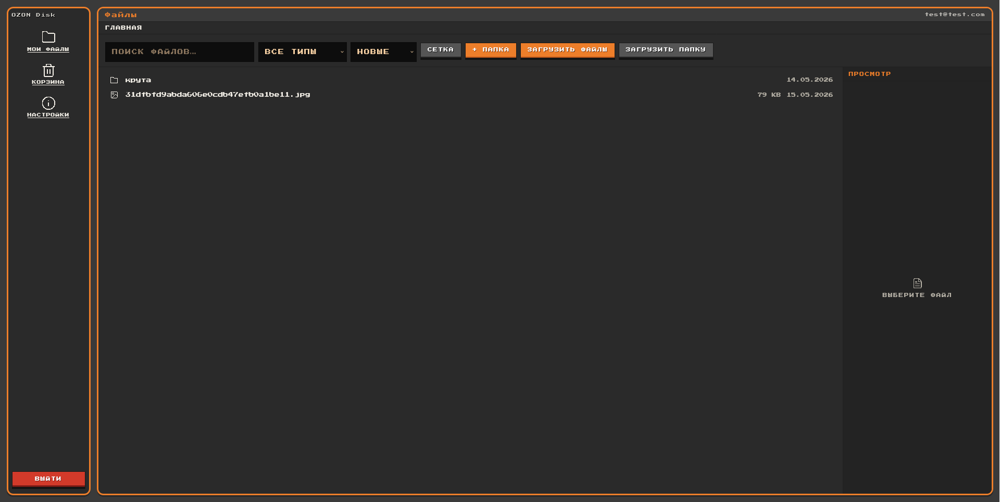 OZON Disk
МОИ ФАЙЛЫ
КОРЗИНА
НАСТРОЙКИ
ВЫЙТИ
Файлы
test@test.com
ГЛАВНАЯ
ПОИСК ФАЙЛОВ…
ВСЕ ТИПЫ
НОВЫЕ
СЕТКА
+ ПАПКА
ЗАГРУЗИТЬ ФАЙЛЫ
ЗАГРУЗИТЬ ПАПКУ
крута 14.05.2026
31dfbfd9abda606e0cdb47efb0a1be11.jpg 79 KB 15.05.2026
ПРОСМОТР
ВЫБЕРИТЕ ФАЙЛ